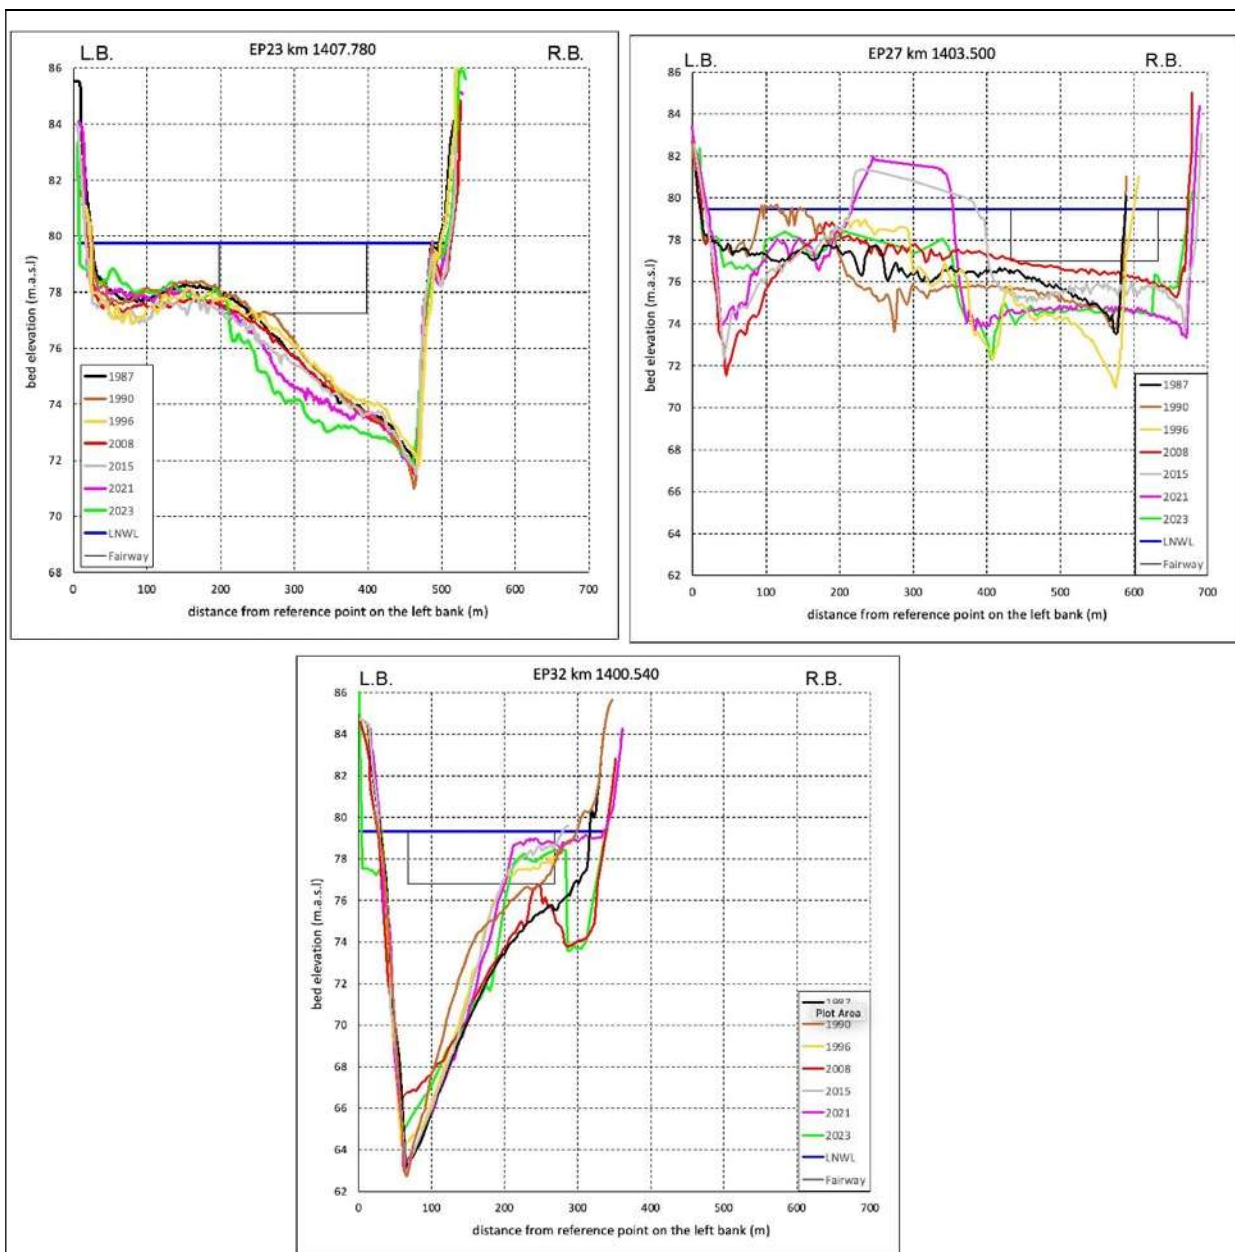 L.B.
EP23 km 1407.780
R.B.
86
84
82
80
78
76
74
72
70
68
bed elevation (m.a.s.l)
1987
1990
1996
2008
2015
2021
2023
LNWL
Fairway
0 100 200 300 400 500 600 700
distance from reference point on the left bank (m)
L.B.
EP27 km 1403.500
R.B.
86
84
82
80
78
76
74
72
70
68
66
64
62
bed elevation (m.a.s.l)
1987
1990
1996
2008
2015
2021
2023
LNWL
Fairway
0 100 200 300 400 500 600 700
distance from reference point on the left bank (m)
L.B.
EP32 km 1400.540
R.B.
86
84
82
80
78
76
74
72
70
68
66
64
62
bed elevation (m.a.s.l)
1987
Plot Area
1990
1996
2008
2015
2021
2023
LNWL
Fairway
0 100 200 300 400 500 600 700
distance from reference point on the left bank (m)